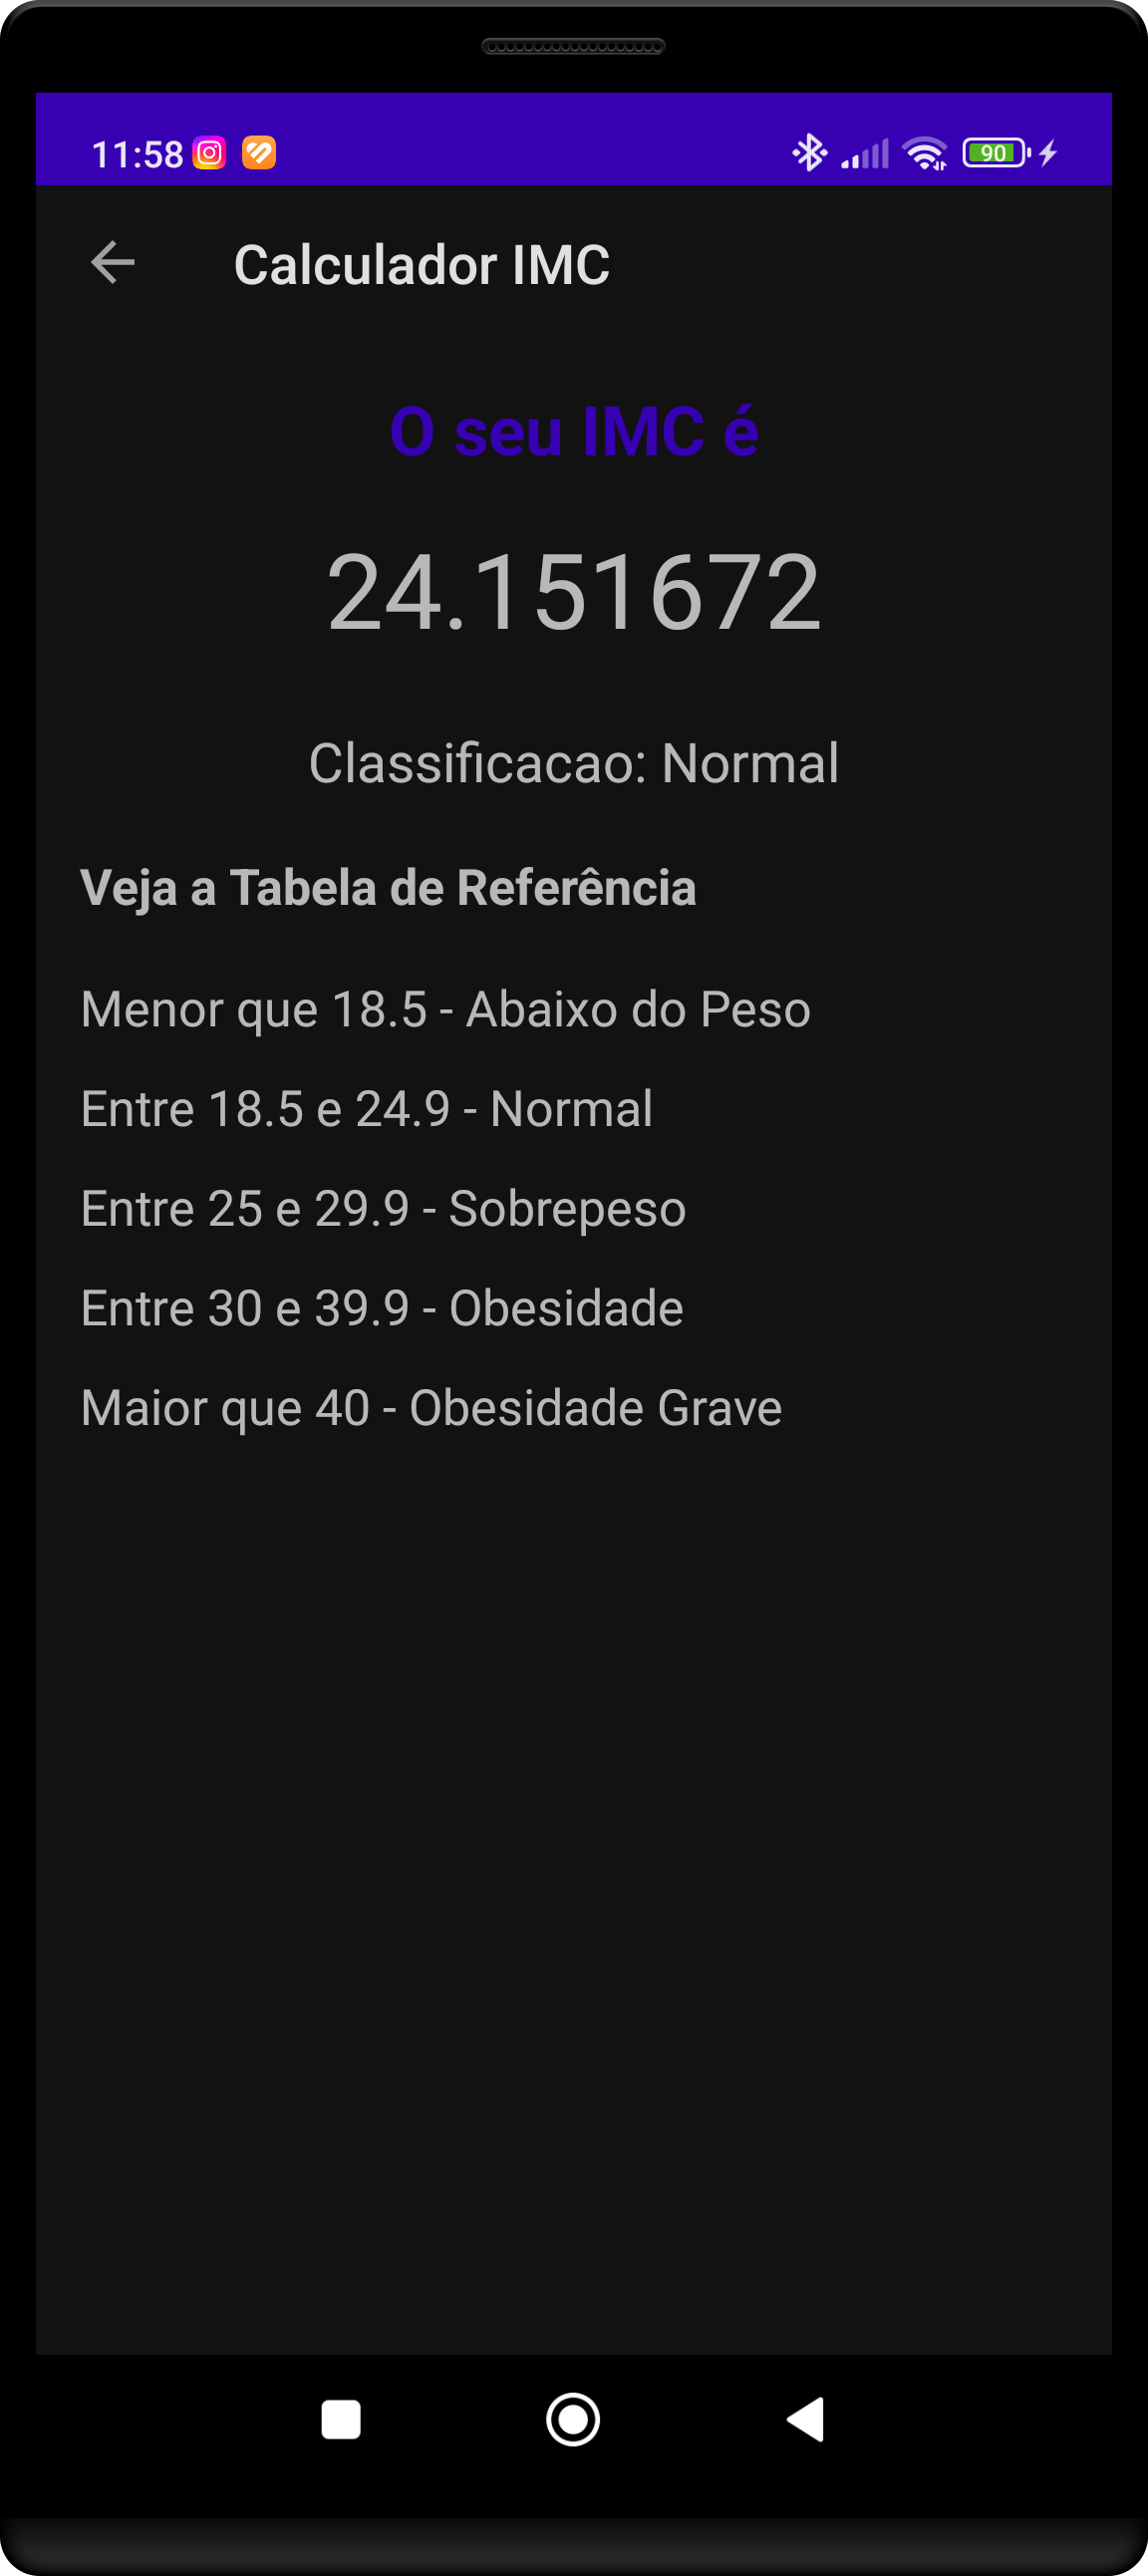 11:58
90
Calculador IMC
O seu IMC é
24.151672
Classificacao: Normal
Veja a Tabela de Referência
Menor que 18.5 - Abaixo do Peso
Entre 18.5 e 24.9 - Normal
Entre 25 e 29.9 - Sobrepeso
Entre 30 e 39.9 - Obesidade
Maior que 40 - Obesidade Grave